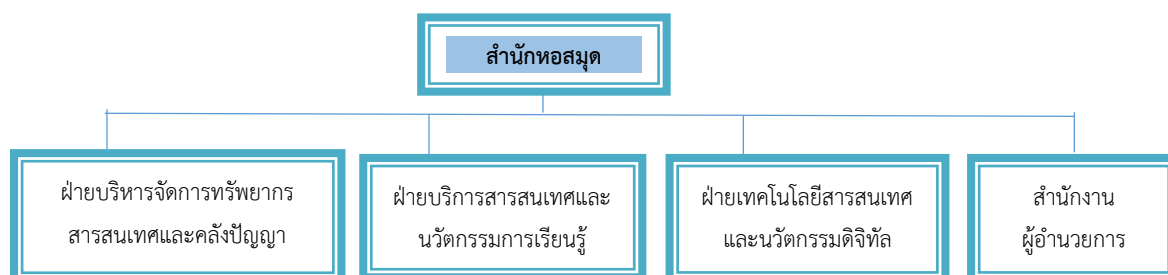 สำนักหอสมุด
ฝ่ายบริหารจัดการทรัพยากร
สารสนเทศและคลังปัญญา
ฝ่ายบริการสารสนเทศและ
นวัตกรรมการเรียนรู้
ฝ่ายเทคโนโลยีสารสนเทศ
และนวัตกรรมดิจิทัล
สำนักงาน
ผู้อำนวยการ